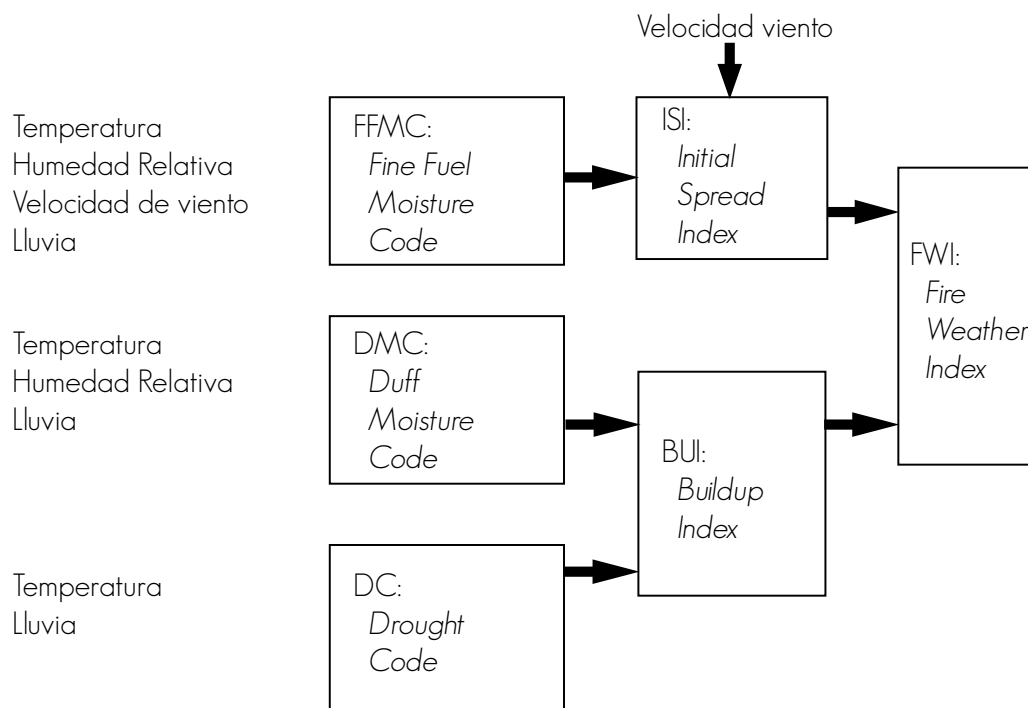 Velocidad viento
Temperatura
Humedad Relativa
Velocidad de viento
Lluvia
FFMC:
Fine Fuel
Moisture
Code
ISI:
Initial
Spread
Index
FWI:
Fire
Weather
Index
Temperatura
Humedad Relativa
Lluvia
DMC:
Duff
Moisture
Code
BUI:
Buildup
Index
Temperatura
Lluvia
DC:
Drought
Code